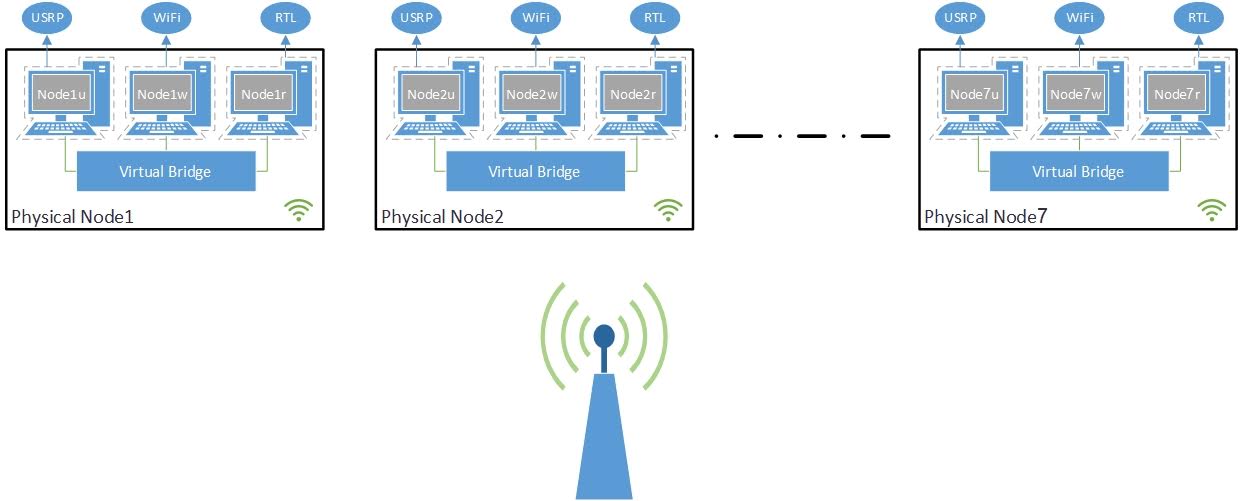 USRP WiFi RTL
Node1u Node1w Node1r
Virtual Bridge
Physical Node1
USRP WiFi RTL
Node2u Node2w Node2r
Virtual Bridge
Physical Node2
USRP WiFi RTL
Node7u Node7w Node7r
Virtual Bridge
Physical Node7